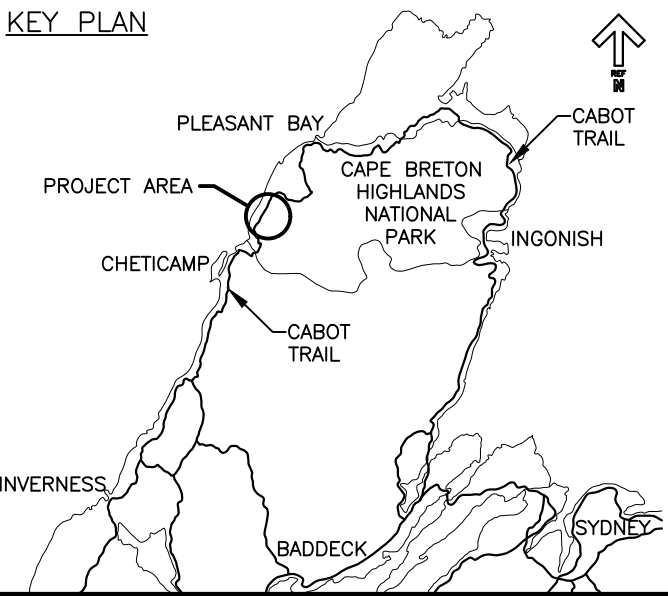 KEY PLAN
REF
N
PLEASANT BAY
CABOT
TRAIL
CAPE BRETON
HIGHLANDS
NATIONAL
PARK
PROJECT AREA
INGONISH
CHETICAMP
CABOT
TRAIL
INVERNESS
SYDNEY
BADDECK